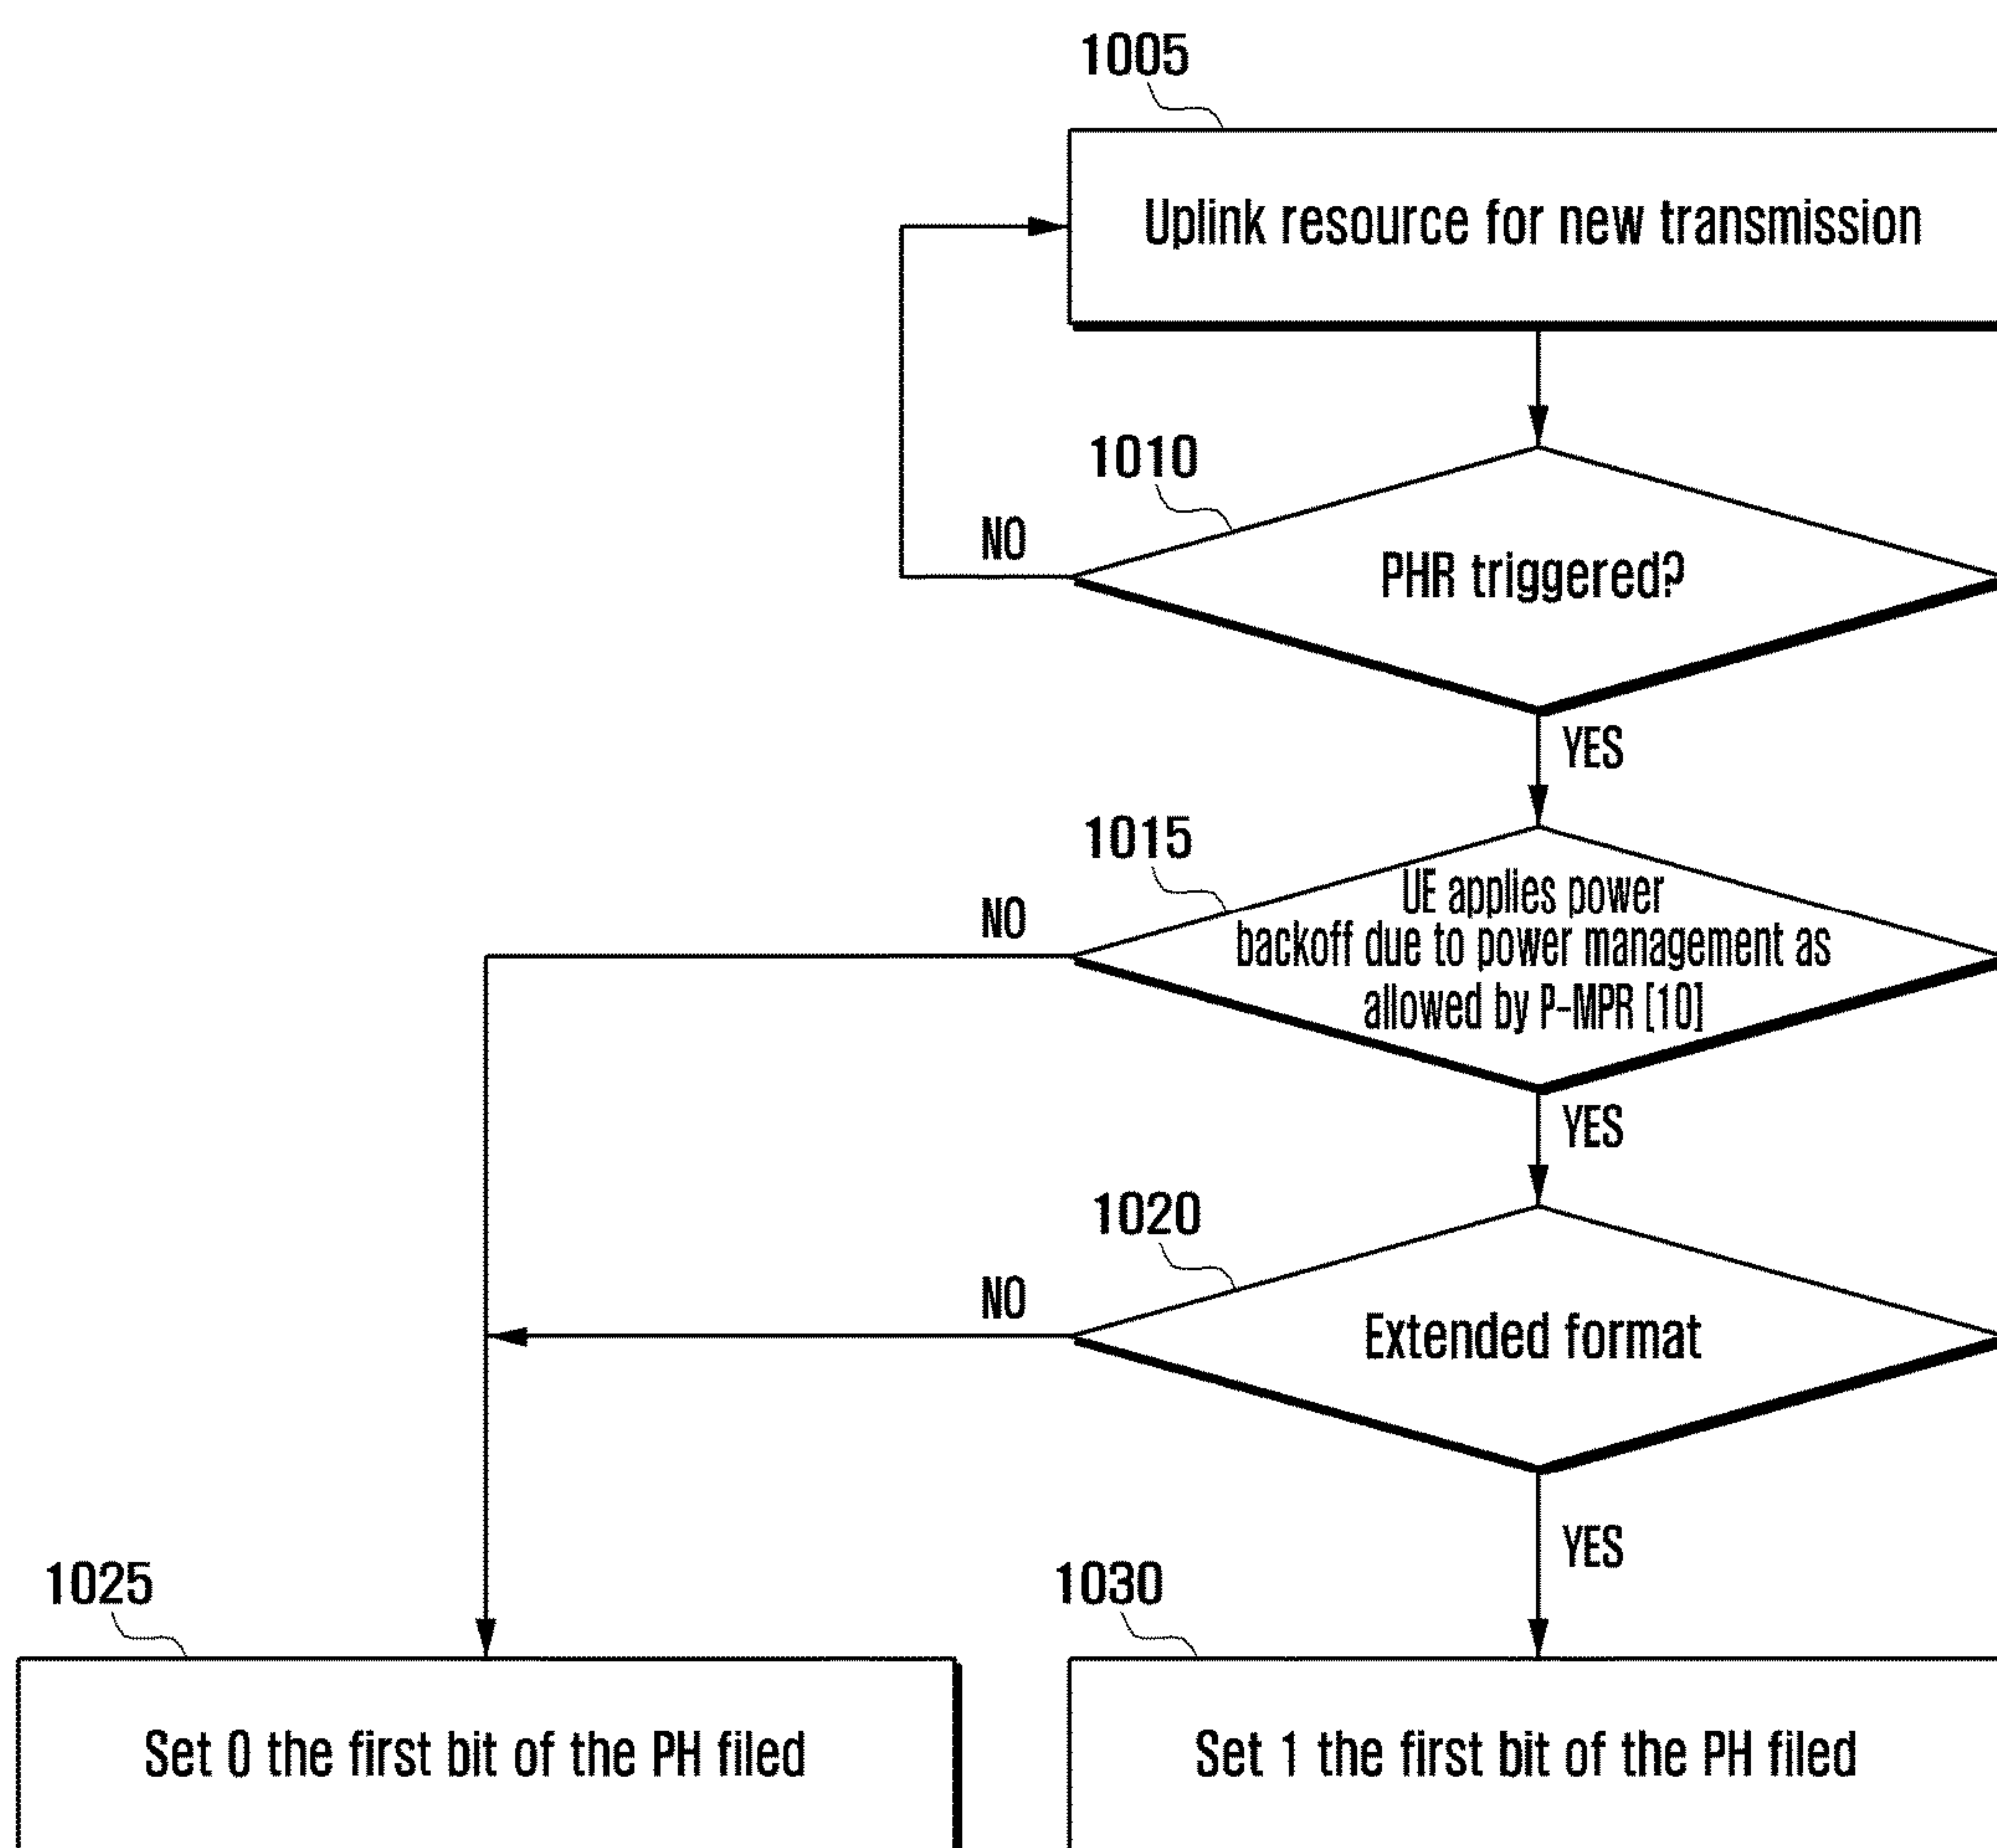 1005
Uplink resource for new transmission
1010
NO
PHR triggered?
YES
1015
NO
UE applies power
backoff due to power management as
allowed by P-MPR [10]
YES
1020
NO
Extended format
YES
1025
1030
Set 0 the first bit of the PH filed
Set 1 the first bit of the PH filed